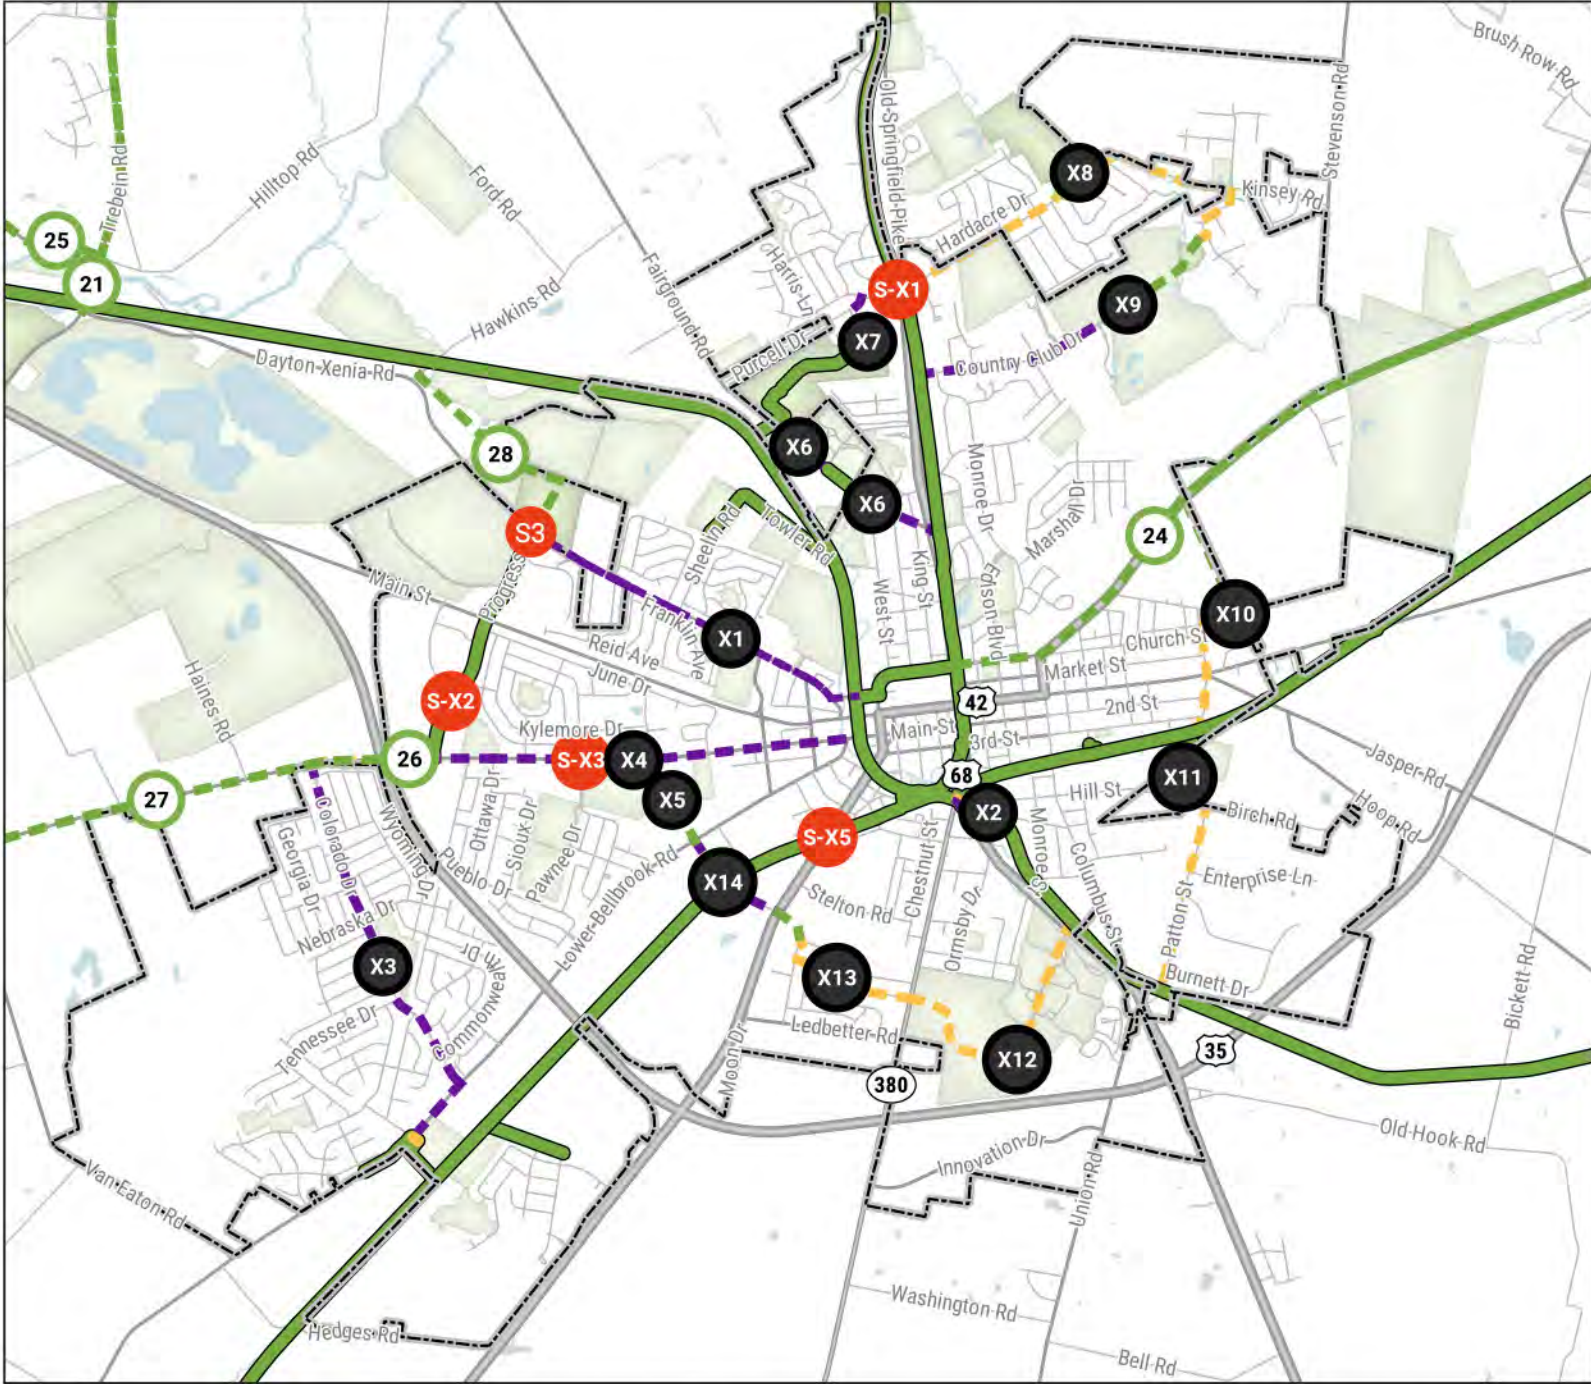 Brush Row Rd
Old Springfield Pike
Stevenson Rd
Trebein Rd
Hilltop Rd
Ford Rd
X8
Kinsey Rd
Hardacre Dr
25
21
Fairground Rd
Harris Ln
S-X1
X9
Hawkins Rd
X7
Purcell Dr
Country Club Dr
Dayton-Xenia Rd
28
X6
X6
Monroe Dr
Marshall Dr
24
S3
Sheelin Rd
Towler Rd
Main St
Progress
Franklin Ave
X1
West St
King St
Edison Blvd
X10
Church S
Reid Ave
June Dr
Market St
Haines Rd
S-X2
42
2nd St
Kylemore Dr
Main St
3rd St
26
S-X3
X4
68
Jasper Rd
27
X5
Hill St
X11
X2
Birch Rd
Hoop Rd
Colorado Dr
Georgia Dr
Wyoming Dr
Ottawa Dr
Sioux Dr
Pawnee Dr
Pueblo Dr
Lower Bellbrook Rd
S-X5
Chestnut St
Monroe S
Columbus St
X14
Stelton Rd
Ormsby Dr
Enterprise Ln
Patton St
Nebraska Dr
X3
X13
Burnett Dr
Bickett Rd
Commonwealth Dr
Tennessee Dr
Ledbetter Rd
X12
35
Moon Dr
380
Old Hook Rd
Innovation Dr
Union Rd
Van Eaton Rd
Hedges Rd
Washington Rd
Bell Rd